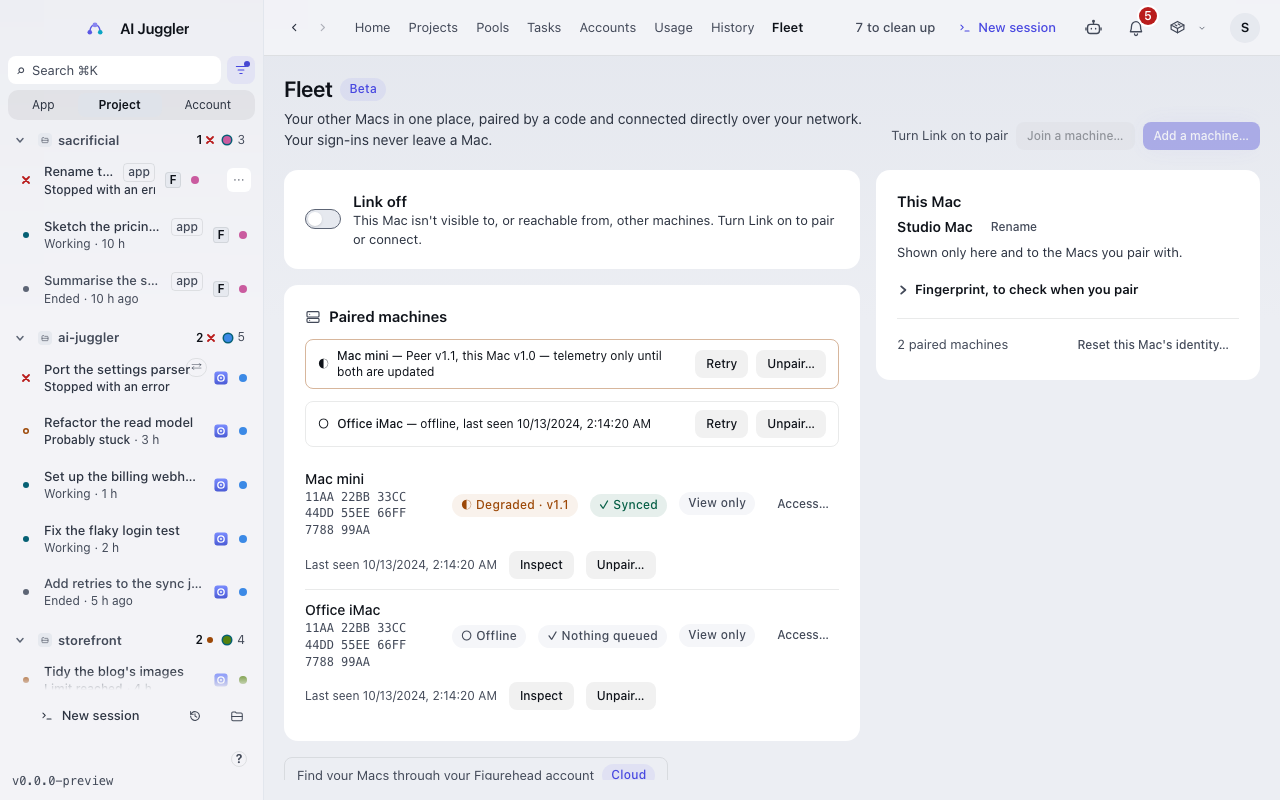 AI Juggler
Search ⌘K
App
Project
Account
sacrificial
1
3
Rename t...
app
Stopped with an err
F
Sketch the pricin...
app
Working · 10 h
F
Summarise the s...
app
Ended · 10 h ago
F
ai-juggler
2
5
Port the settings parser
Stopped with an error
Refactor the read model
Probably stuck · 3 h
Set up the billing webh...
Working · 1 h
Fix the flaky login test
Working · 2 h
Add retries to the sync j...
Ended · 5 h ago
storefront
2
4
Tidy the blog's images
New session
?
v0.0.0-preview
Home
Projects
Pools
Tasks
Accounts
Usage
History
Fleet
7 to clean up
New session
5
S
Fleet
Beta
Your other Macs in one place, paired by a code and connected directly over your network.
Your sign-ins never leave a Mac.
Turn Link on to pair
Join a machine...
Add a machine...
Link off
This Mac isn't visible to, or reachable from, other machines. Turn Link on to pair
or connect.
Paired machines
Mac mini — Peer v1.1, this Mac v1.0 — telemetry only until
both are updated
Retry
Unpair...
Office iMac — offline, last seen 10/13/2024, 2:14:20 AM
Retry
Unpair...
Mac mini
11AA 22BB 33CC
44DD 55EE 66FF
7788 99AA
Degraded · v1.1
✓ Synced
View only
Access...
Last seen 10/13/2024, 2:14:20 AM
Inspect
Unpair...
Office iMac
11AA 22BB 33CC
44DD 55EE 66FF
7788 99AA
Offline
✓ Nothing queued
View only
Access...
Last seen 10/13/2024, 2:14:20 AM
Inspect
Unpair...
Find your Macs through your Figurehead account
Cloud
This Mac
Studio Mac
Rename
Shown only here and to the Macs you pair with.
Fingerprint, to check when you pair
2 paired machines
Reset this Mac's identity...